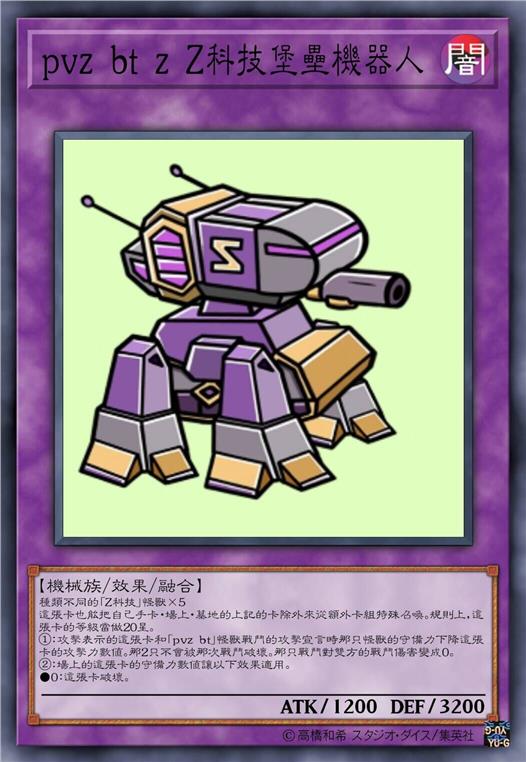 pvz bt z Z科技堡壘機器人
闇
S
【機械族/效果/融合】
種類不同的「Z科技」怪獸×5
這張卡也能把自己手卡・場上・墓地的上記的卡除外來從額外卡組特殊召喚。規則上，這
張卡的等級當做20星。
①：攻擊表示的這張卡和「pvz bt」怪獸戰鬥的攻擊宣言時那只怪獸的守備力下降這張
卡的攻擊力數值。那2只不會被那次戰鬥破壞。那只戰鬥對雙方的戰鬥傷害變成0。
②：場上的這張卡的守備力數值讓以下效果適用。
●0：這張卡破壞。
ATK/1200 DEF/3200
©高橋和希 スタジオ・ダイス/集英社
YU-G